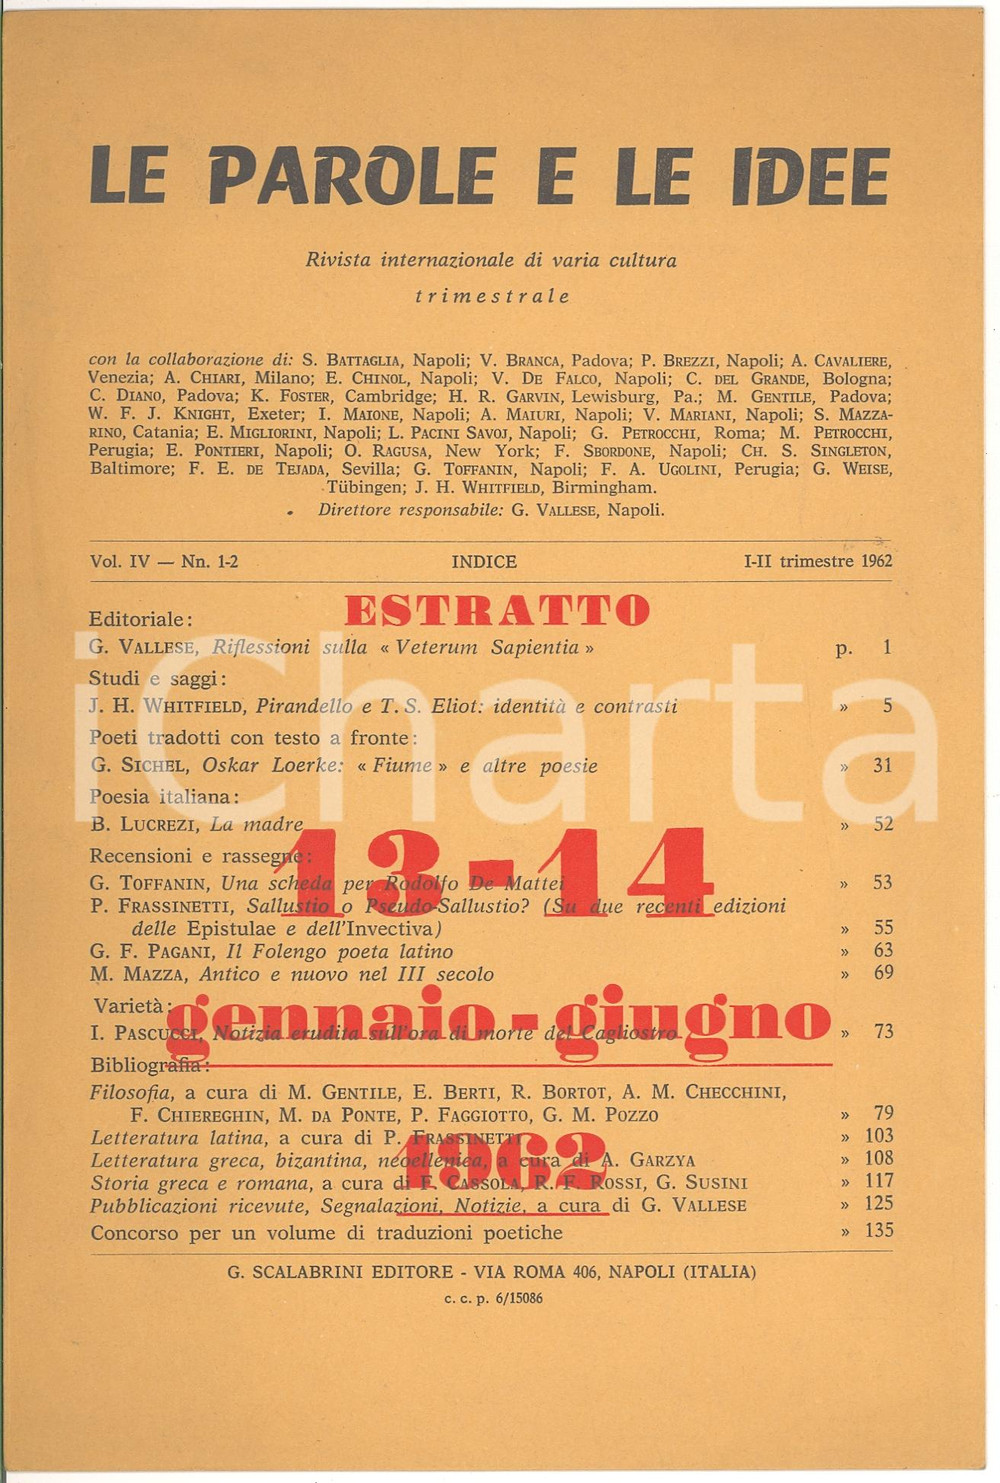 LE PAROLE E LE IDEE
Rivista internazionale di varia cultura
trimestrale
con la collaborazione di: S. BATTAGLIA, Napoli; V. BRANCA, Padova; P. BREZZI, Napoli; A. CAVALIERE,
Venezia; A. CHIARI, Milano; E. CHINOL, Napoli; V. DE FALCO, Napoli; C. DEL GRANDE, Bologna;
C. DIANO, Padova; K. FOSTER, Cambridge; H. R. GARVIN, Lewisburg, Pa.; M. GENTILE, Padova;
W. F. J. KNIGHT, Exeter; I. MAIONE, Napoli; A. MAIURI, Napoli; V. MARIANI, Napoli; S. MAZZA-
RINO, Catania; E. MIGLIORINI, Napoli; L. PACINI SAVOJ, Napoli; G. PETROCCHI, Roma; M. PETROCCHI,
Perugia; E. PONTIERI, Napoli; O. RAGUSA, New York; F. SBORDONE, Napoli; CH. S. SINGLETON,
Baltimore; F. E. DE TEJADA, Sevilla; G. TOFFANIN, Napoli; F. A. UGOLINI, Perugia; G. WEISE,
Tübingen; J. H. WHITFIELD, Birmingham.
Direttore responsabile: G. VALLESE, Napoli.
Vol. IV — Nn. 1-2 INDICE I-II trimestre 1962
ESTRATTO
Editoriale:
G. VALLESE, Riflessioni sulla « Veterum Sapientia » p. 1
Studi e saggi:
J. H. WHITFIELD, Pirandello e T. S. Eliot: identità e contrasti » 5
Poeti tradotti con testo a fronte:
G. SICHEL, Oskar Loerke: « Fiume » e altre poesie » 31
iCharta
Poesia italiana:
B. LUCREZI, La madre » 52
Recensioni e rassegne:
13-14
G. TOFFANIN, Una scheda per Rodolfo De Mattei » 53
P. FRASSINETTI, Sallustio o Pseudo-Sallustio? (Su due recenti edizioni
delle Epistulae e dell'Invectiva) » 55
G. F. PAGANI, Il Folengo poeta latino » 63
M. MAZZA, Antico e nuovo nel III secolo » 69
Varietà:
gennaio-giugno
I. PASCUCCI, Notizia erudita sull'ora di morte del Cagliostro » 73
Bibliografia:
Filosofia, a cura di M. GENTILE, E. BERTI, R. BORTOT, A. M. CHECCHINI,
F. CHIEREGHIN, M. DA PONTE, P. FAGGIOTTO, G. M. POZZO » 79
Letteratura latina, a cura di P. FRASSINETTI » 103
1962
Letteratura greca, bizantina, neoellenica, a cura di A. GARZYA » 108
Storia greca e romana, a cura di F. CASSOLA, R. F. ROSSI, G. SUSINI » 117
Pubblicazioni ricevute, Segnalazioni, Notizie, a cura di G. VALLESE » 125
Concorso per un volume di traduzioni poetiche » 135
G. SCALABRINI EDITORE - VIA ROMA 406, NAPOLI (ITALIA)
c. c. p. 6/15086